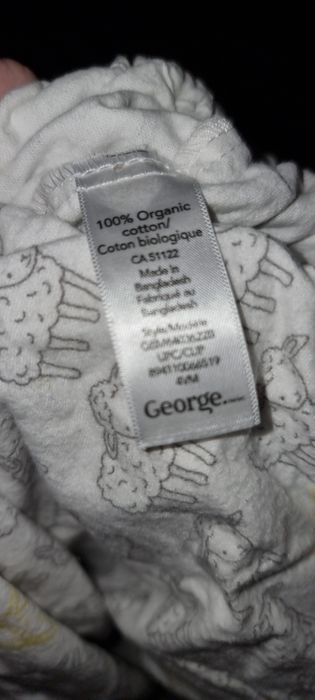 100% Organic
cotton/
Coton biologique
CA 51122
Made in
Bangladesh
Fabriqué au
Bangladesh
Style/Modèle
UPC/CUP
George.